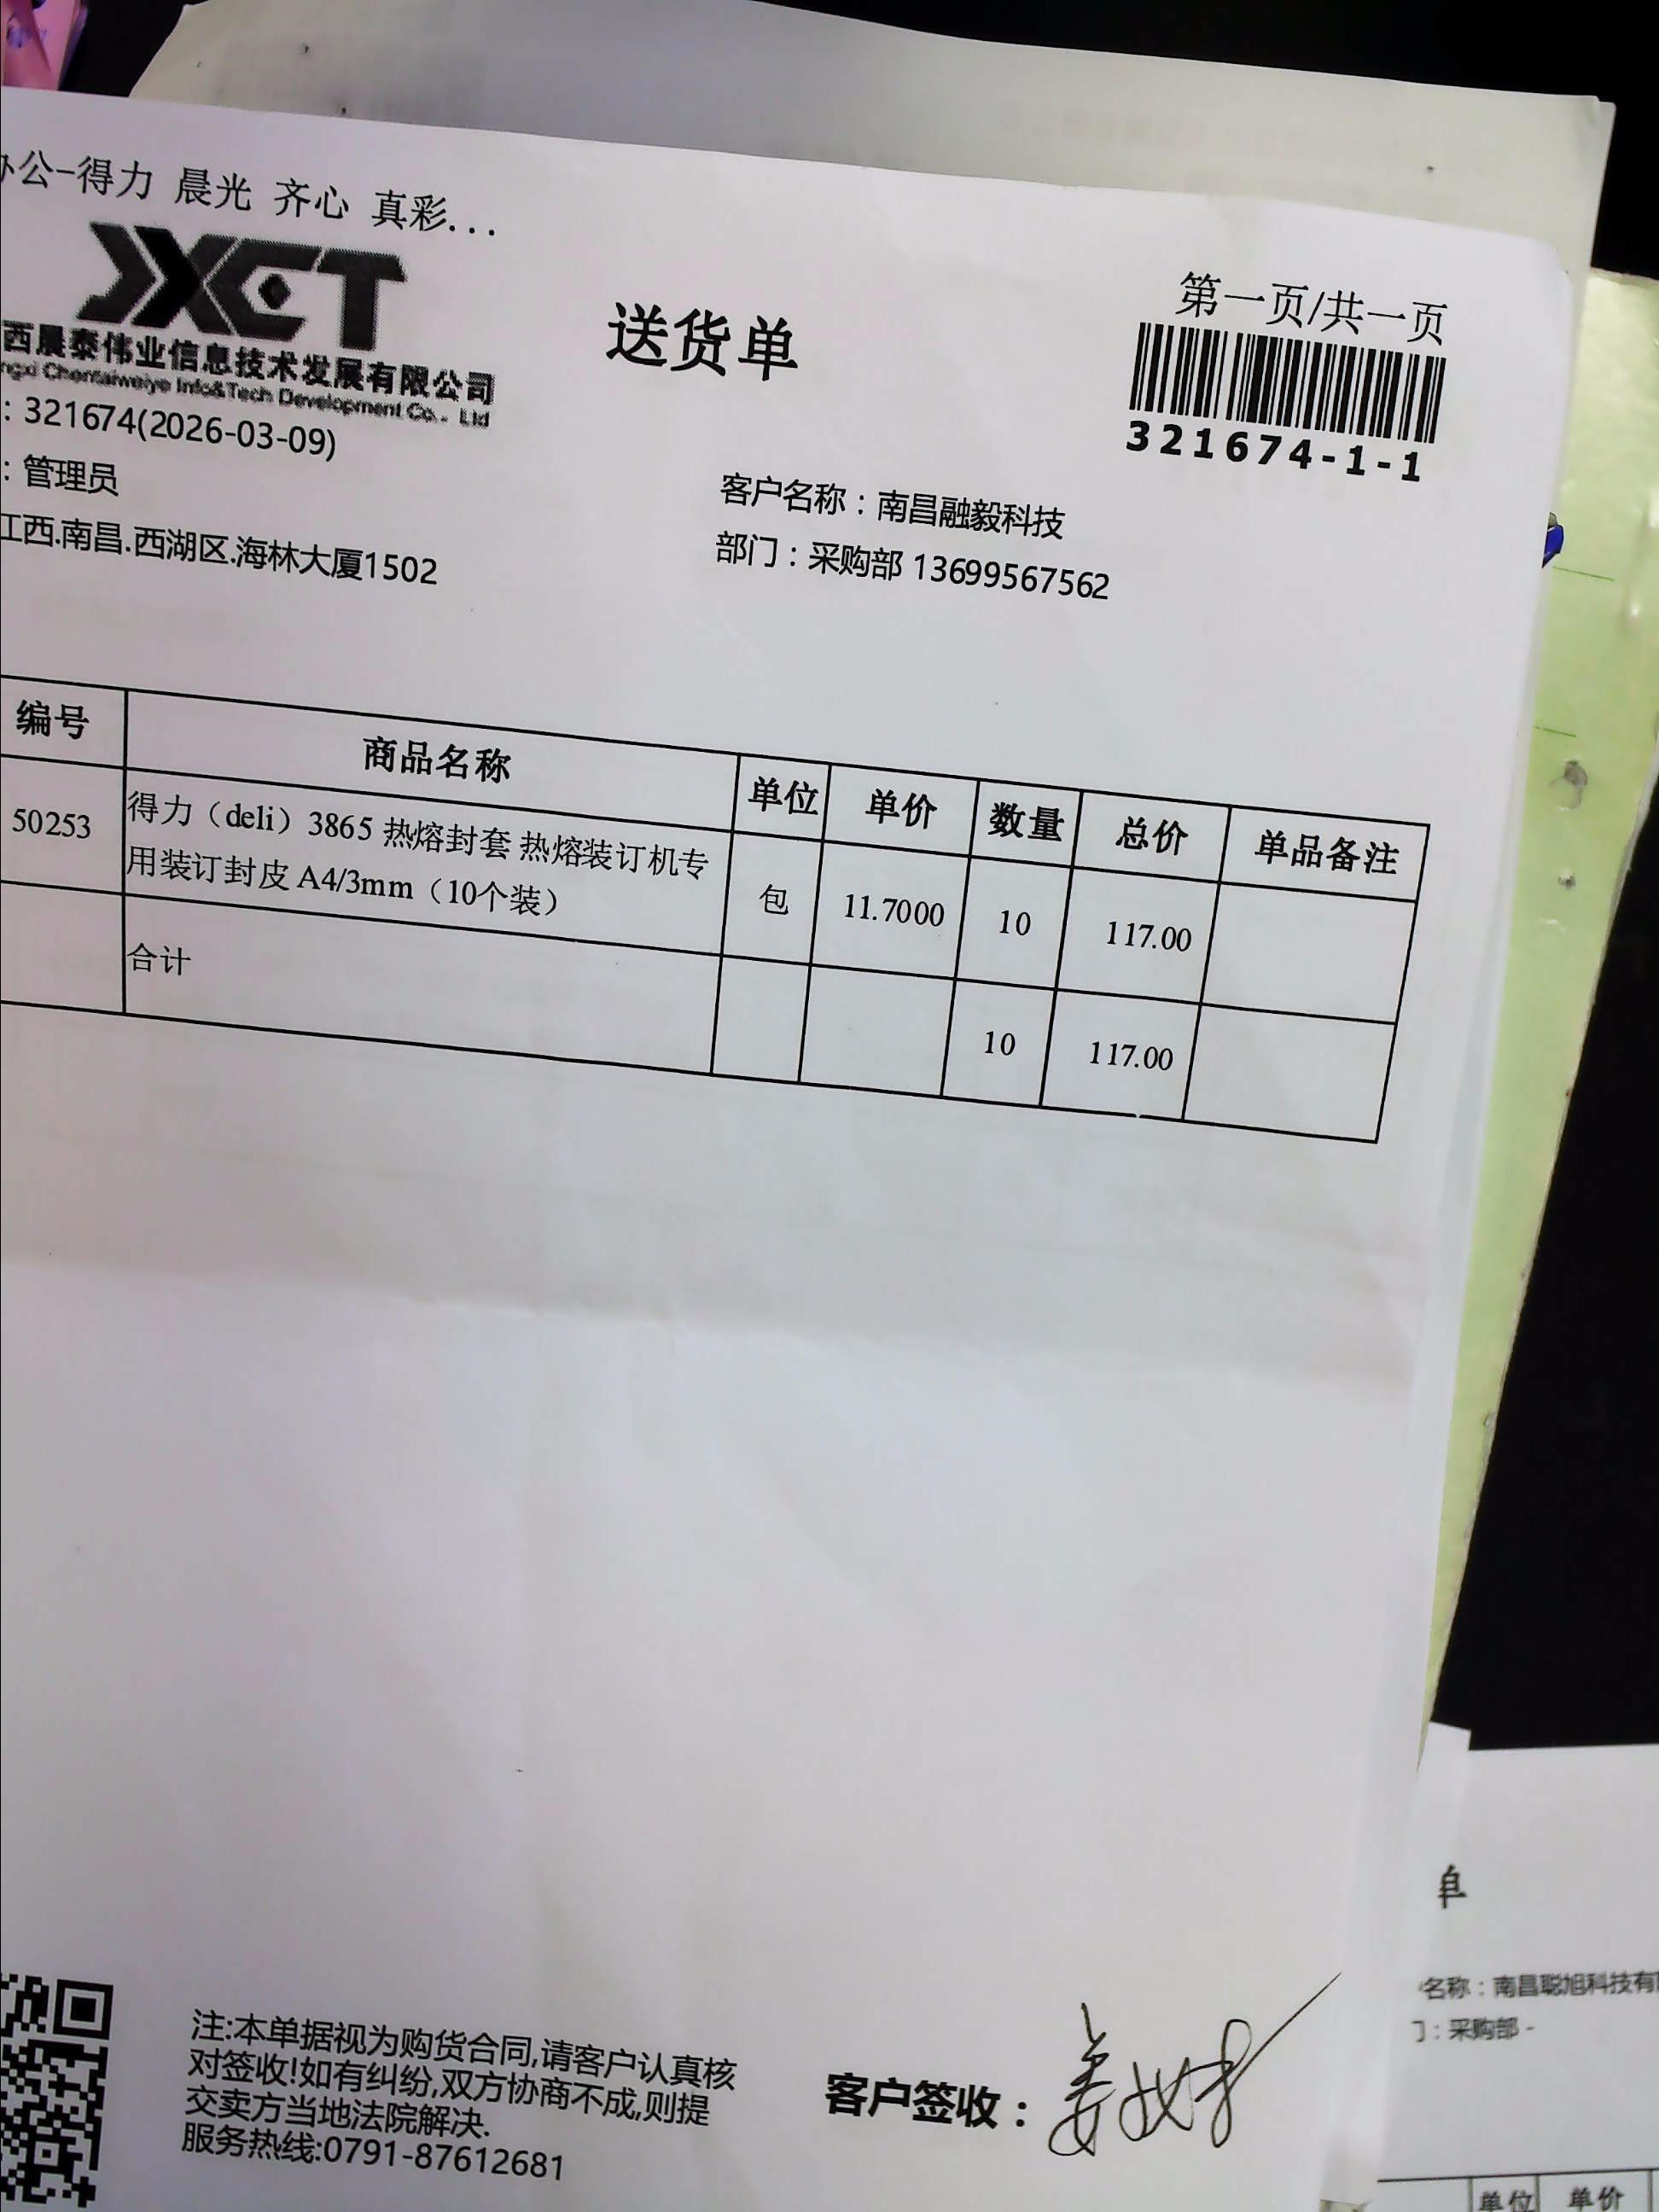 办公-得力 晨光 齐心 真彩...
JXCT
西晨泰伟业信息技术发展有限公司
ngxi Chentaiweiye Info&Tech Development Co., Ltd
: 321674(2026-03-09)
: 管理员
江西.南昌.西湖区.海林大厦1502
送货单
第一页/共一页
321674-1-1
客户名称：南昌融毅科技
部门：采购部 13699567562
编号 商品名称 单位 单价 数量 总价 单品备注
50253 得力（deli）3865 热熔封套 热熔装订机专 包 11.7000 10 117.00
用装订封皮 A4/3mm（10个装）
合计 10 117.00
注:本单据视为购货合同,请客户认真核
对签收!如有纠纷,双方协商不成,则提
交卖方当地法院解决.
服务热线:0791-87612681
客户签收：
单
名称：南昌聪旭科技有
门：采购部 -
单位 单价